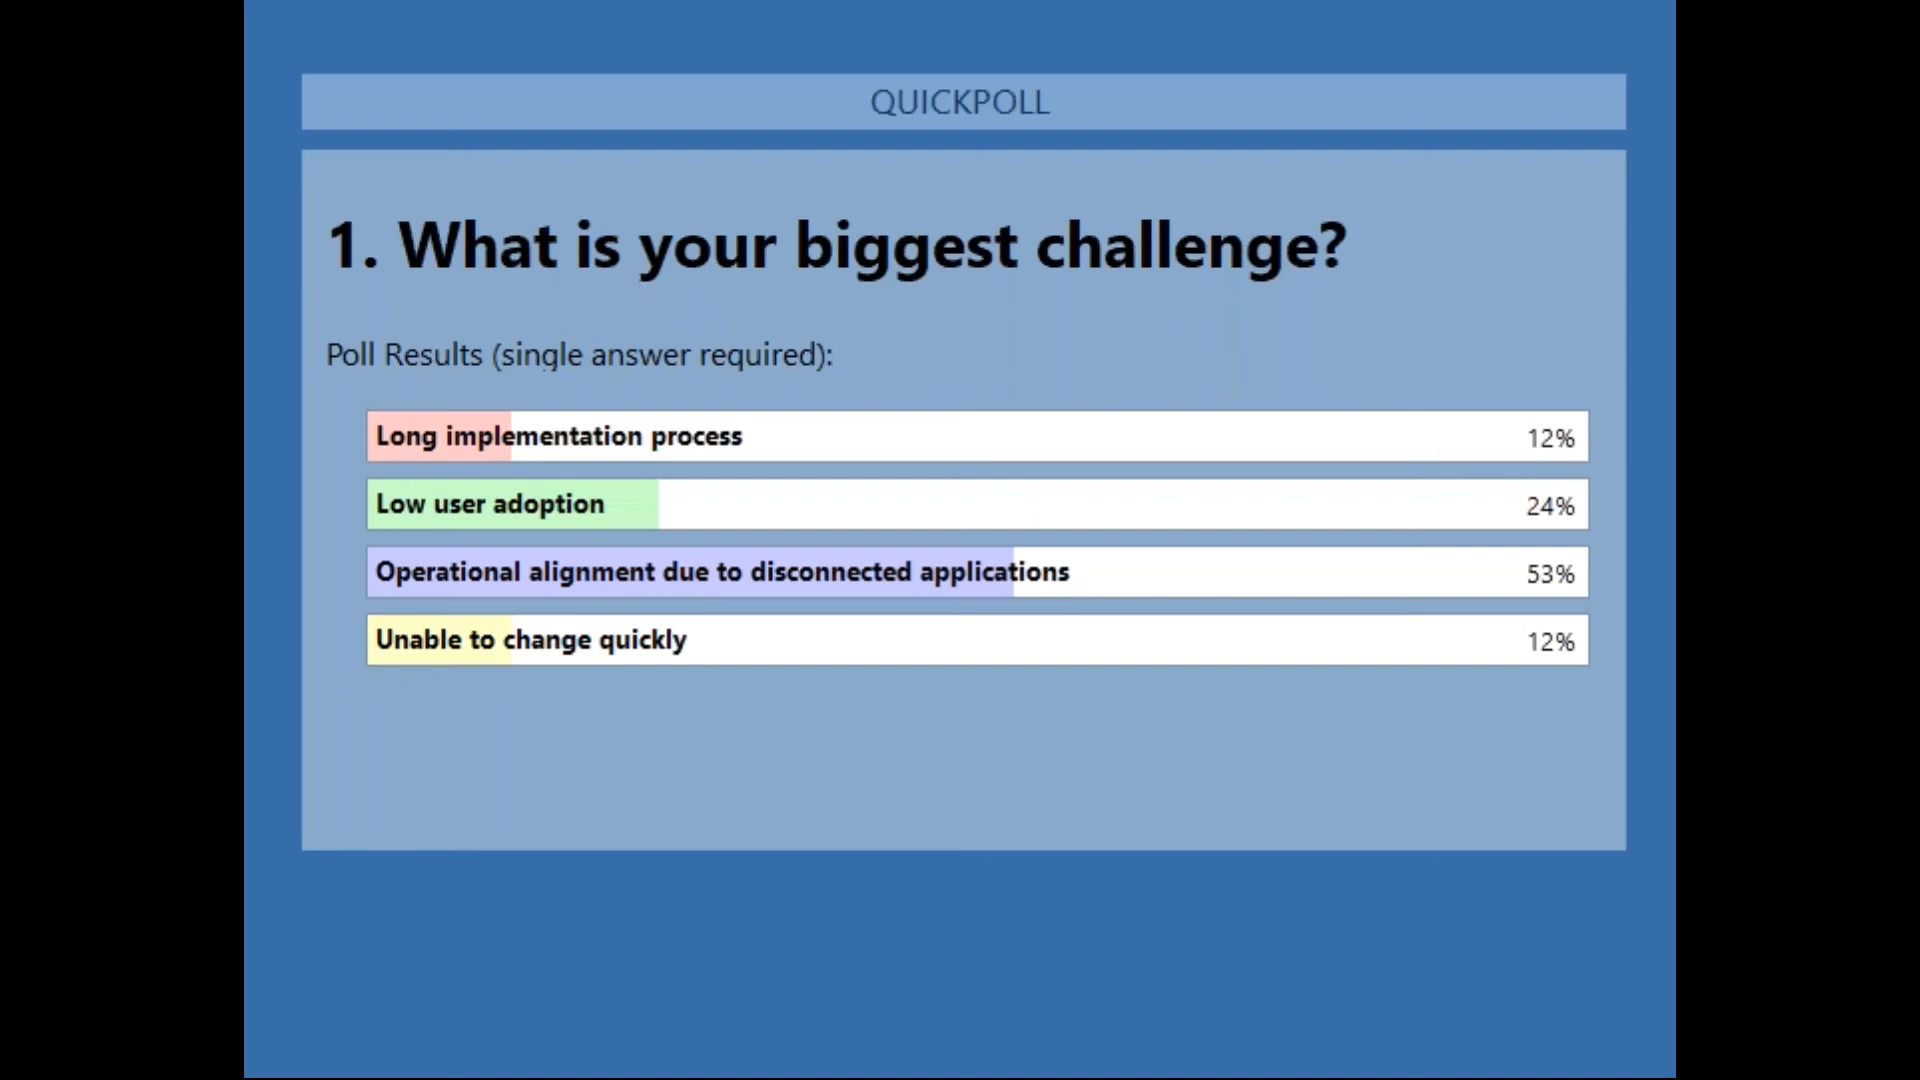 QUICKPOLL
1. What is your biggest challenge?
Poll Results (single answer required):
Long implementation process 12%
Low user adoption 24%
Operational alignment due to disconnected applications 53%
Unable to change quickly 12%